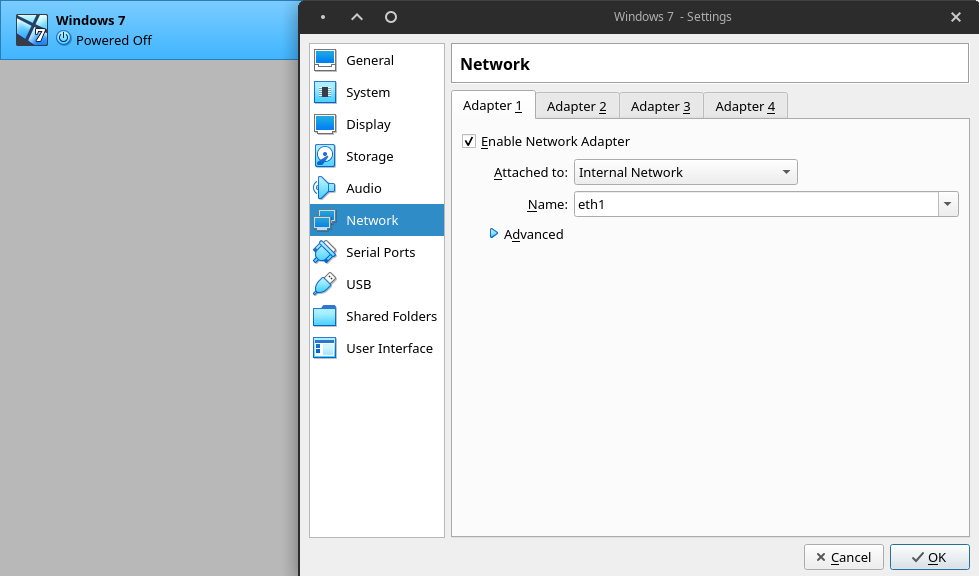 Windows 7
Powered Off
Windows 7 - Settings
General
System
Display
Storage
Audio
Network
Serial Ports
USB
Shared Folders
User Interface
Network
Adapter 1 Adapter 2 Adapter 3 Adapter 4
Enable Network Adapter
Attached to: Internal Network
Name: eth1
Advanced
Cancel OK